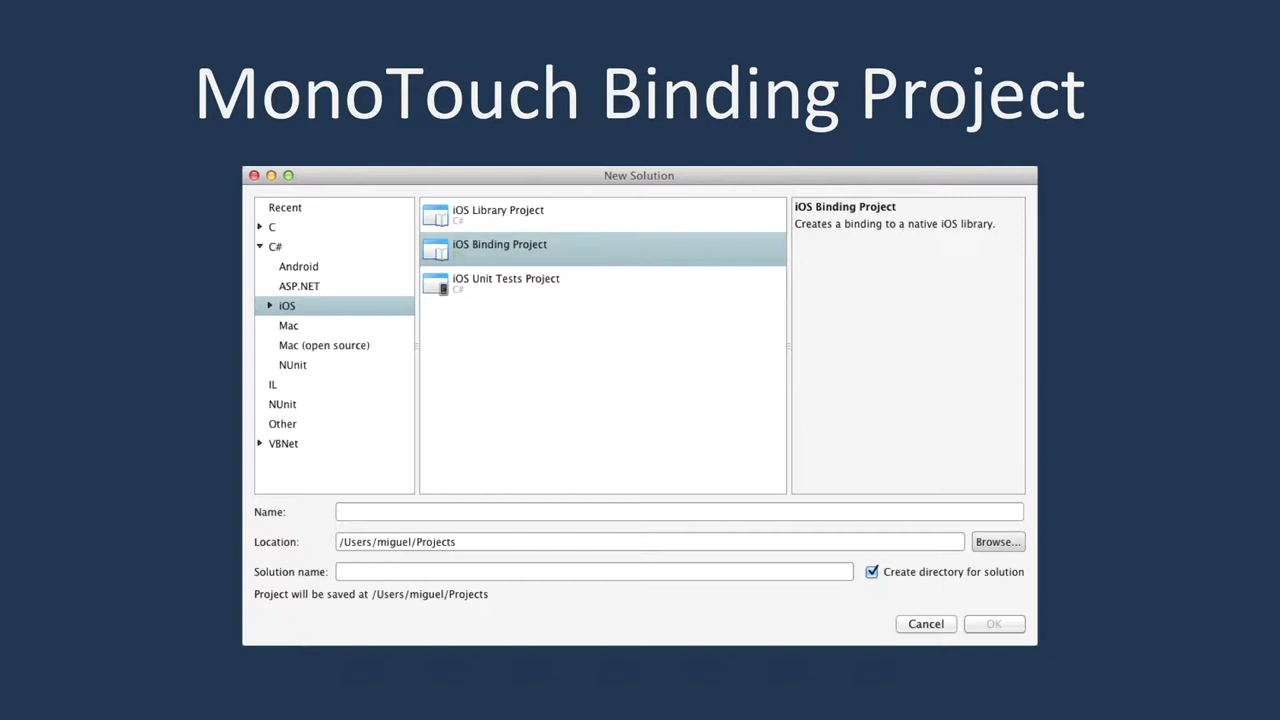 MonoTouch Binding Project
New Solution
Recent
C
C#
Android
ASP.NET
iOS
Mac
Mac (open source)
NUnit
IL
NUnit
Other
VBNet
iOS Library Project
C#
iOS Binding Project
iOS Unit Tests Project
C#
iOS Binding Project
Creates a binding to a native iOS library.
Name:
Location:
/Users/miguel/Projects
Browse...
Solution name:
Create directory for solution
Project will be saved at /Users/miguel/Projects
Cancel
OK